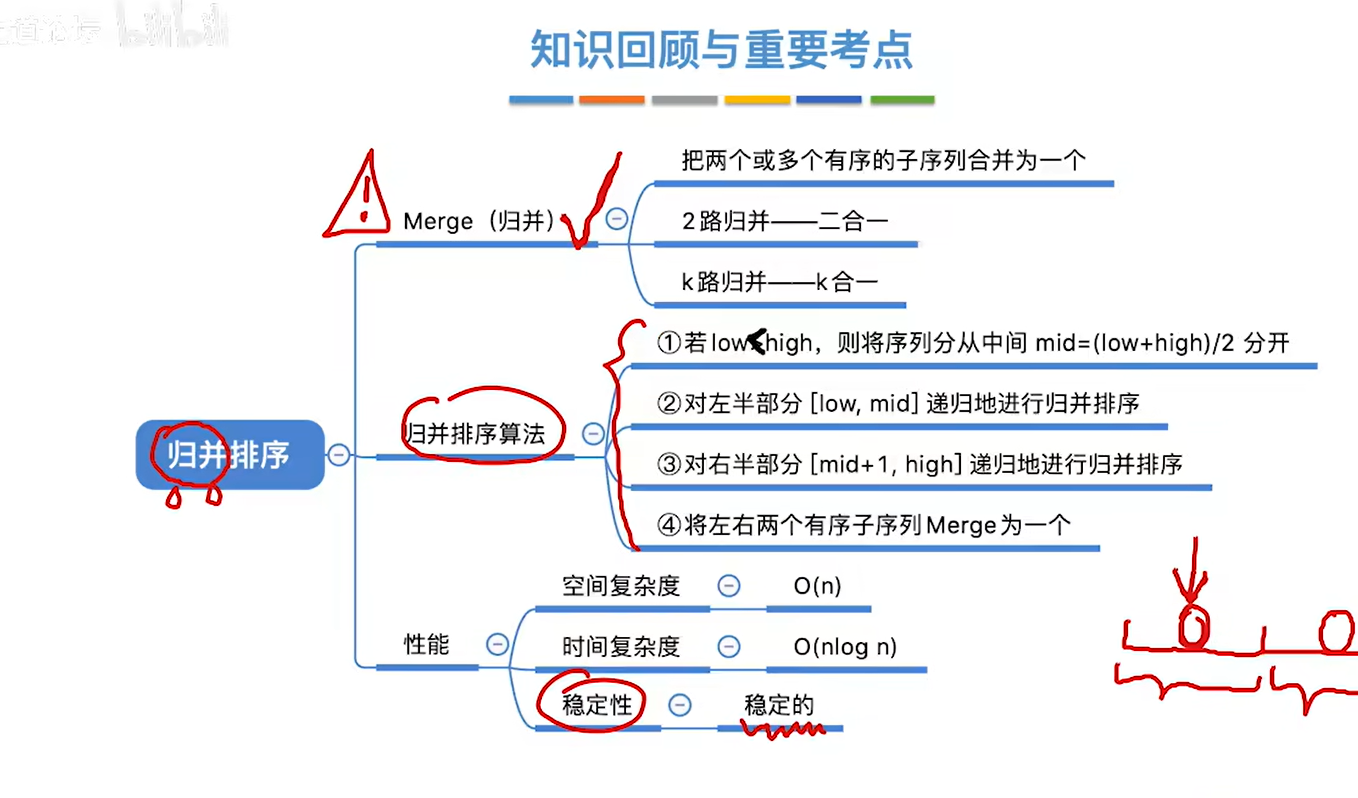 知识回顾与重要考点
把两个或多个有序的子序列合并为一个
Merge（归并）
2路归并——二合一
k路归并——k合一
①若low<high，则将序列分从中间 mid=(low+high)/2 分开
②对左半部分 [low, mid] 递归地进行归并排序
归并排序算法
归并排序
③对右半部分 [mid+1, high] 递归地进行归并排序
④将左右两个有序子序列Merge为一个
空间复杂度
O(n)
性能
时间复杂度
O(nlog n)
稳定性
稳定的